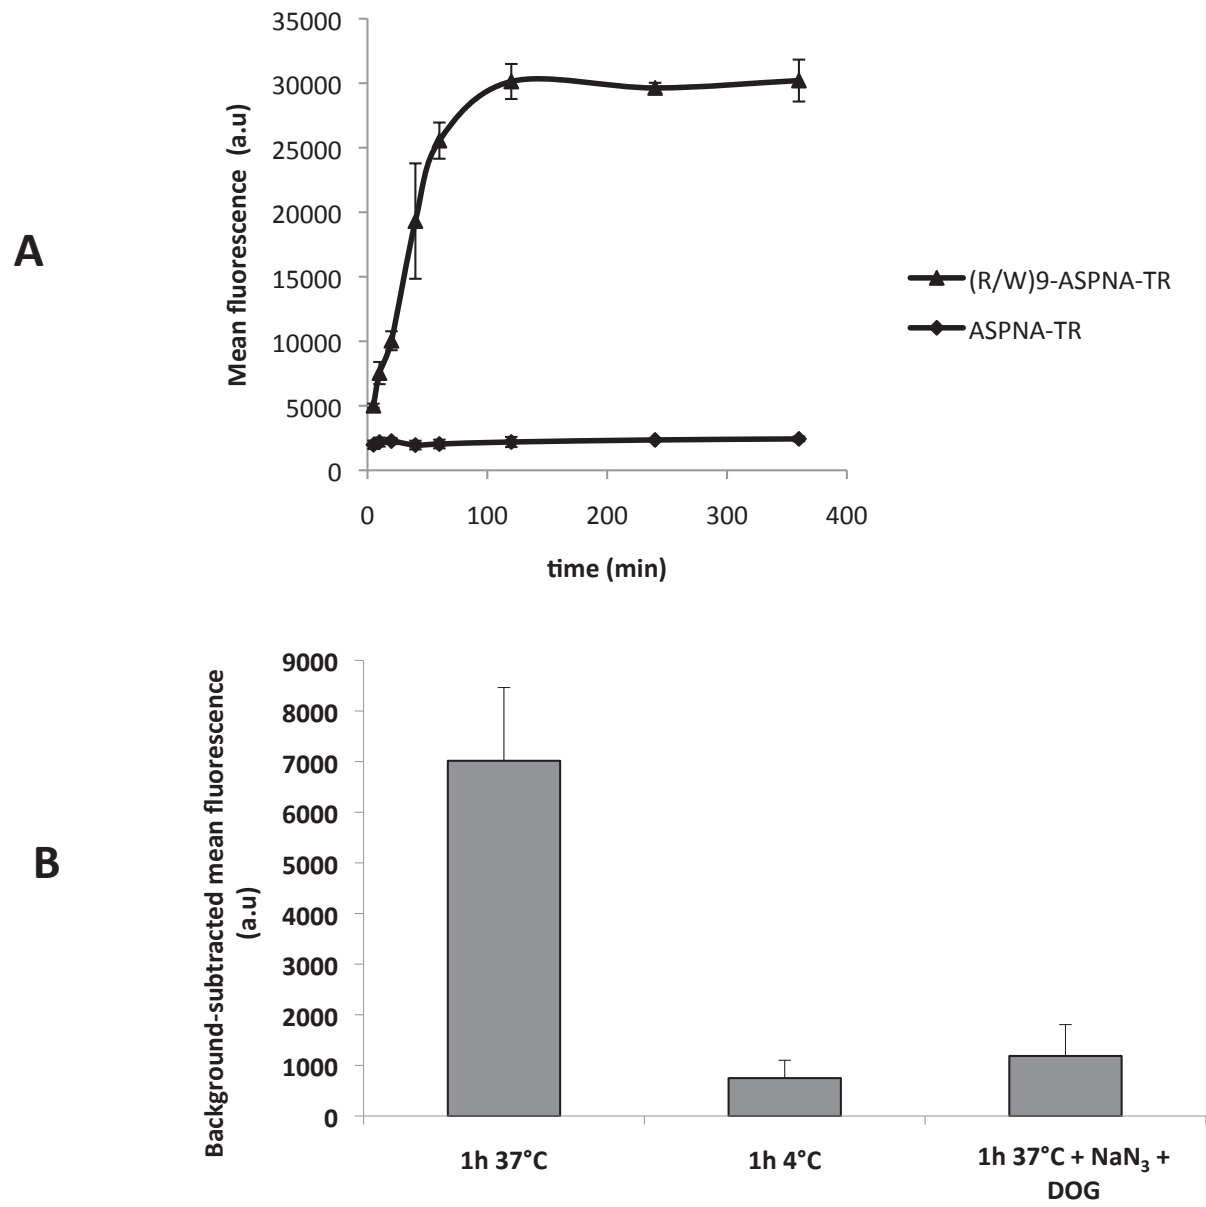 A
Mean fluorescence (a.u)
35000
30000
25000
20000
15000
10000
5000
0
0 100 200 300 400
time (min)
(R/W)9-ASPNA-TR
ASPNA-TR
B
Background-subtracted mean fluorescence
(a.u)
9000
8000
7000
6000
5000
4000
3000
2000
1000
0
1h 37°C
1h 4°C
1h 37°C + NaN₃ +
DOG